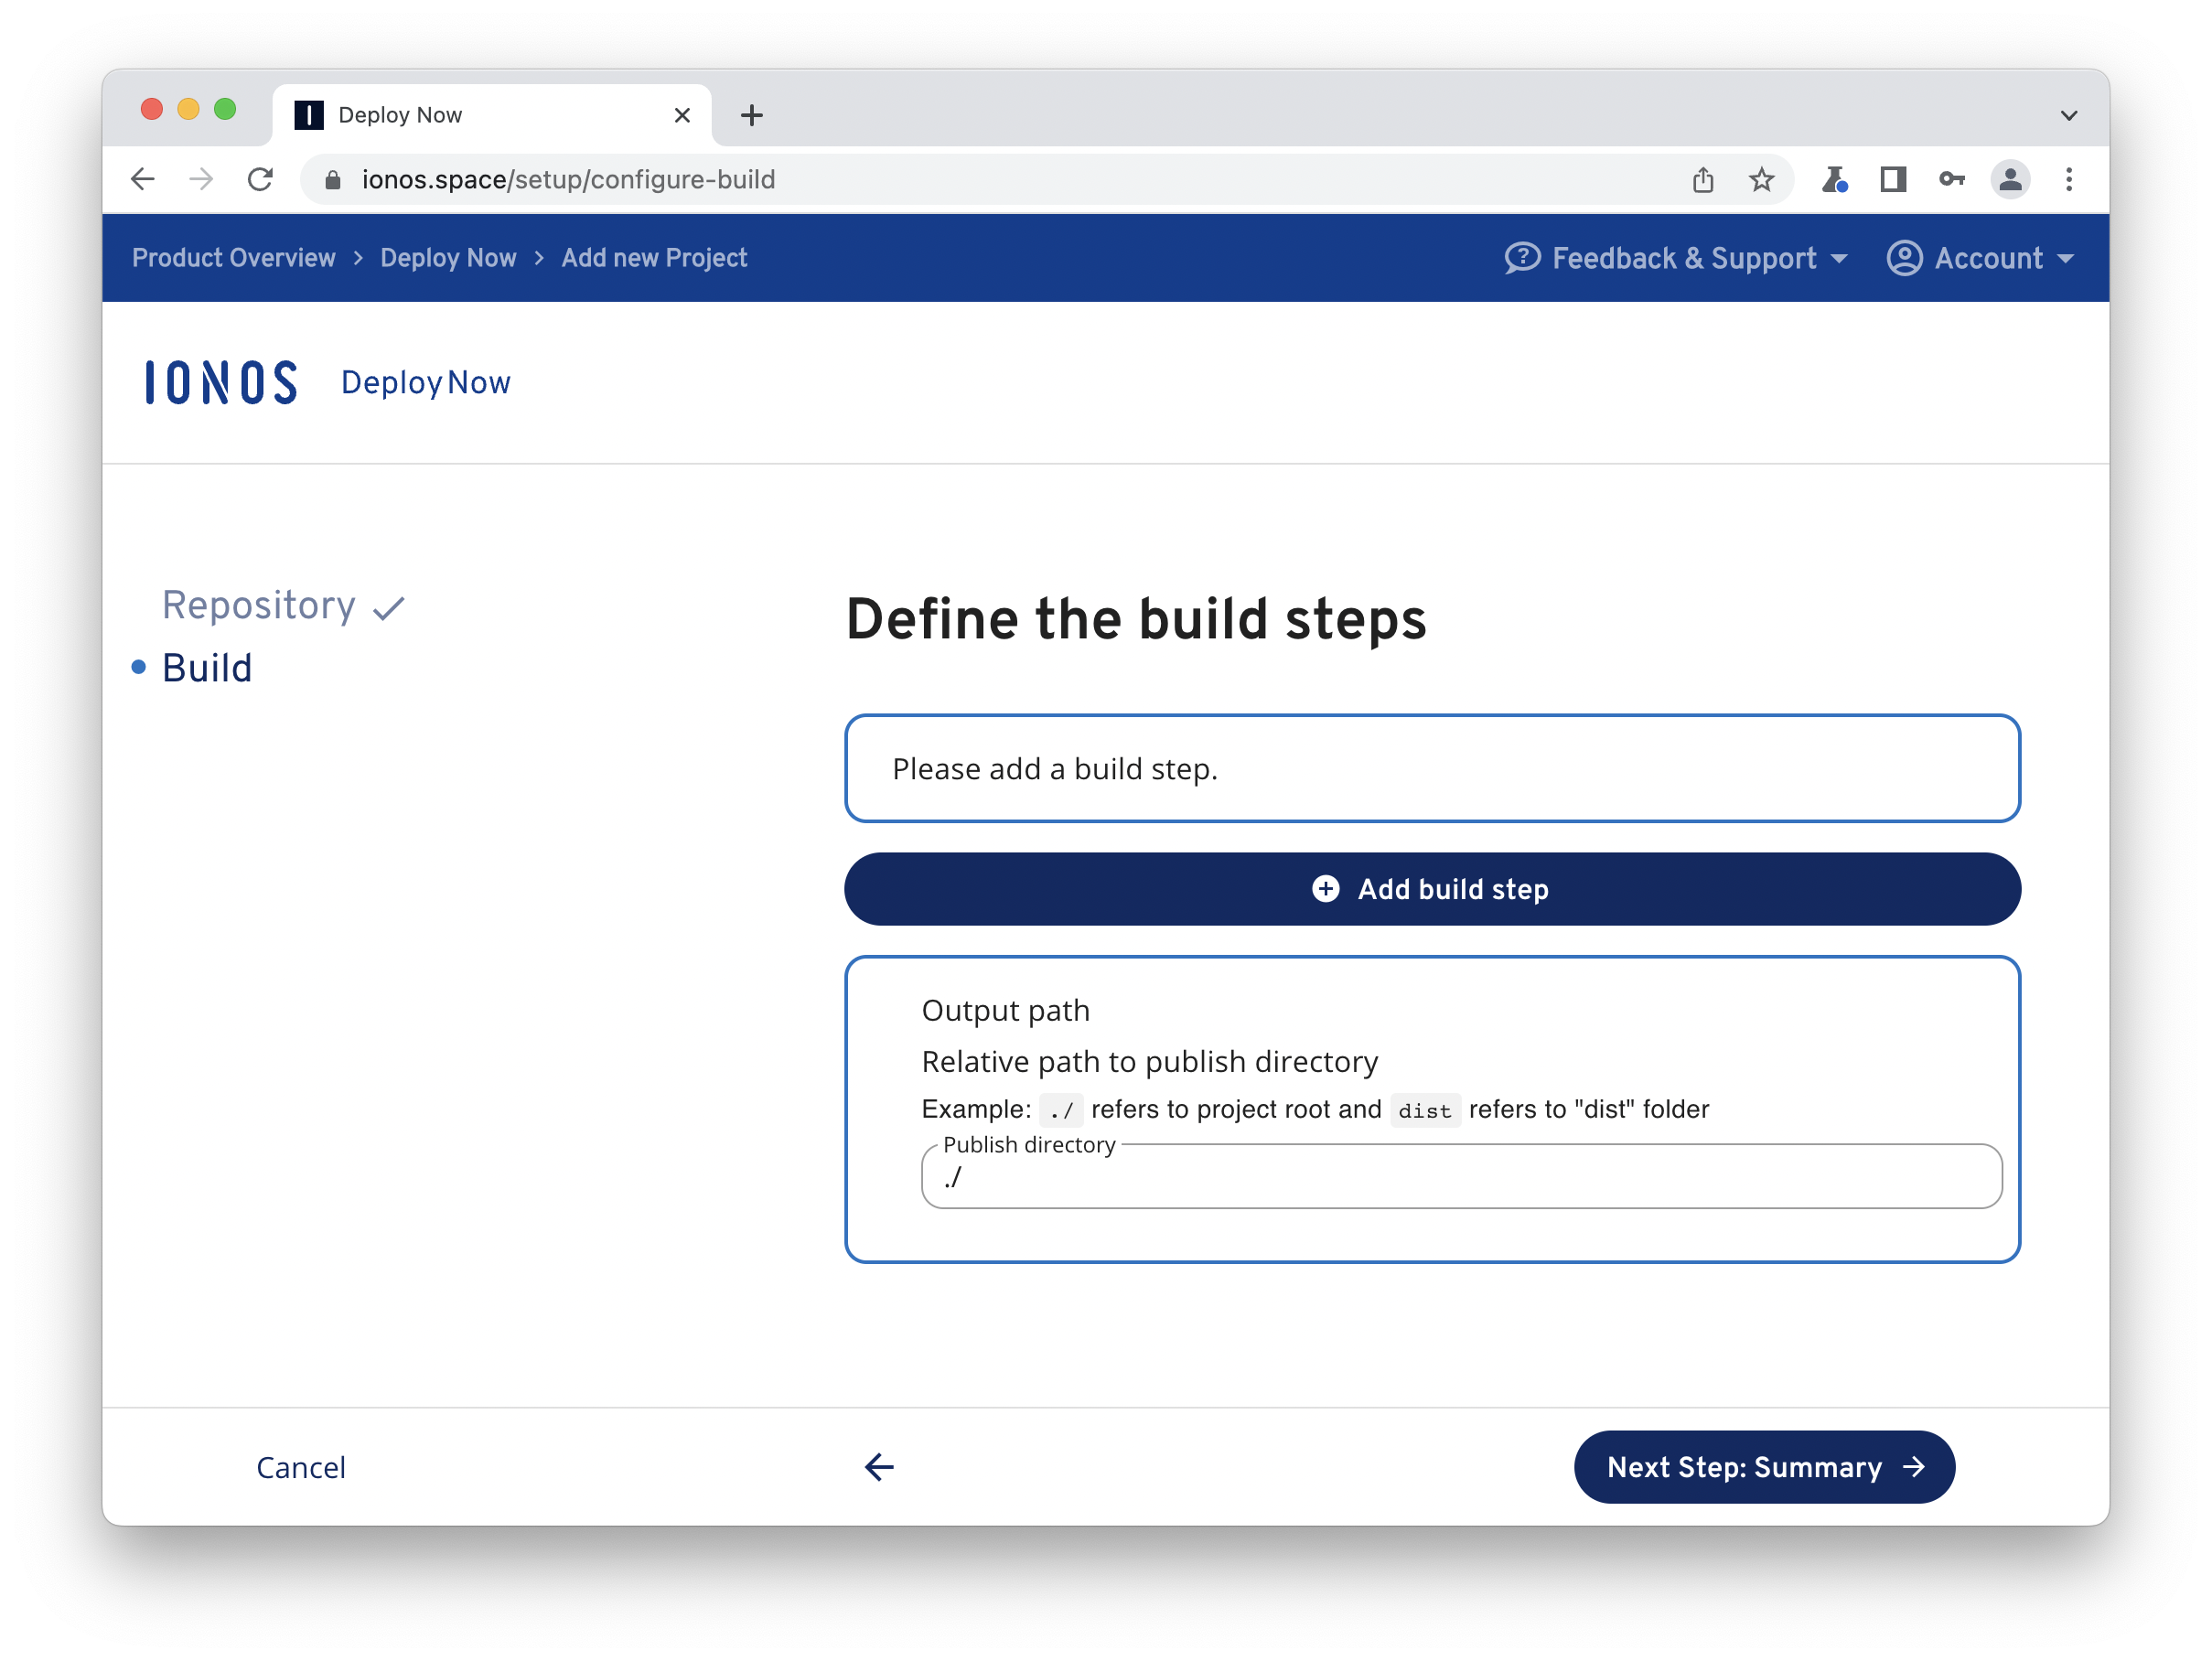 Deploy Now
ionos.space/setup/configure-build
Product Overview > Deploy Now > Add new Project
Feedback & Support
Account
IONOS Deploy Now
Repository
Build
Define the build steps
Please add a build step.
Add build step
Output path
Relative path to publish directory
Example: ./ refers to project root and dist refers to "dist" folder
Publish directory
./
Cancel
Next Step: Summary